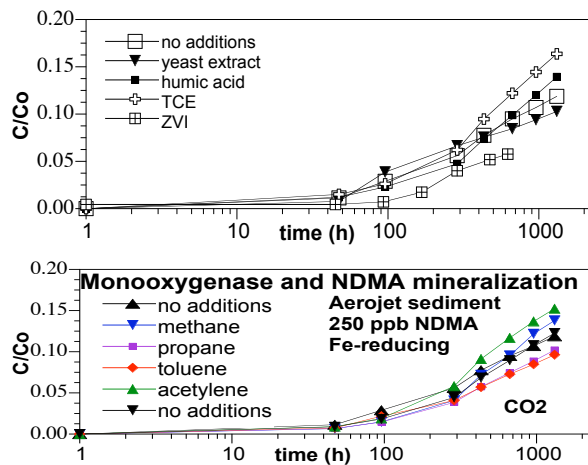 0.20
no additions
yeast extract
humic acid
TCE
ZVI
0.15
0.10
0.05
0.00
C/Co
1 10 100 1000
time (h)
0.20
Monooxygenase and NDMA mineralization
no additions
methane
propane
toluene
acetylene
no additions
Aerojet sediment
250 ppb NDMA
Fe-reducing
0.15
0.10
0.05
0.00
C/Co
CO2
1 10 100 1000
time (h)